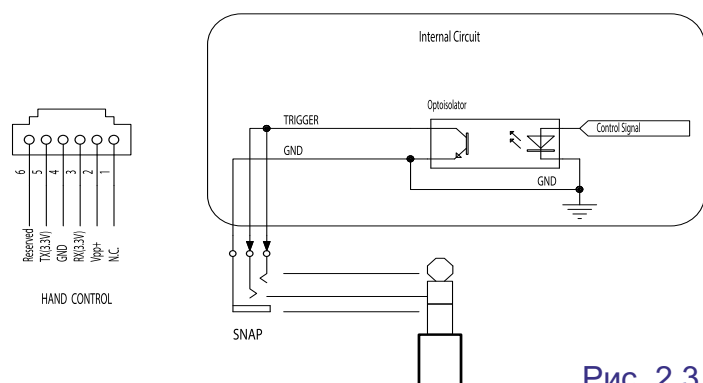 Internal Circuit
Optoisolator
TRIGGER
Control Signal
GND
GND
6 5 4 3 2 1
Reserved
TX(3.3V)
GND
RX(3.3V)
Vpp+
N.C.
HAND CONTROL
SNAP
Рис. 2.3